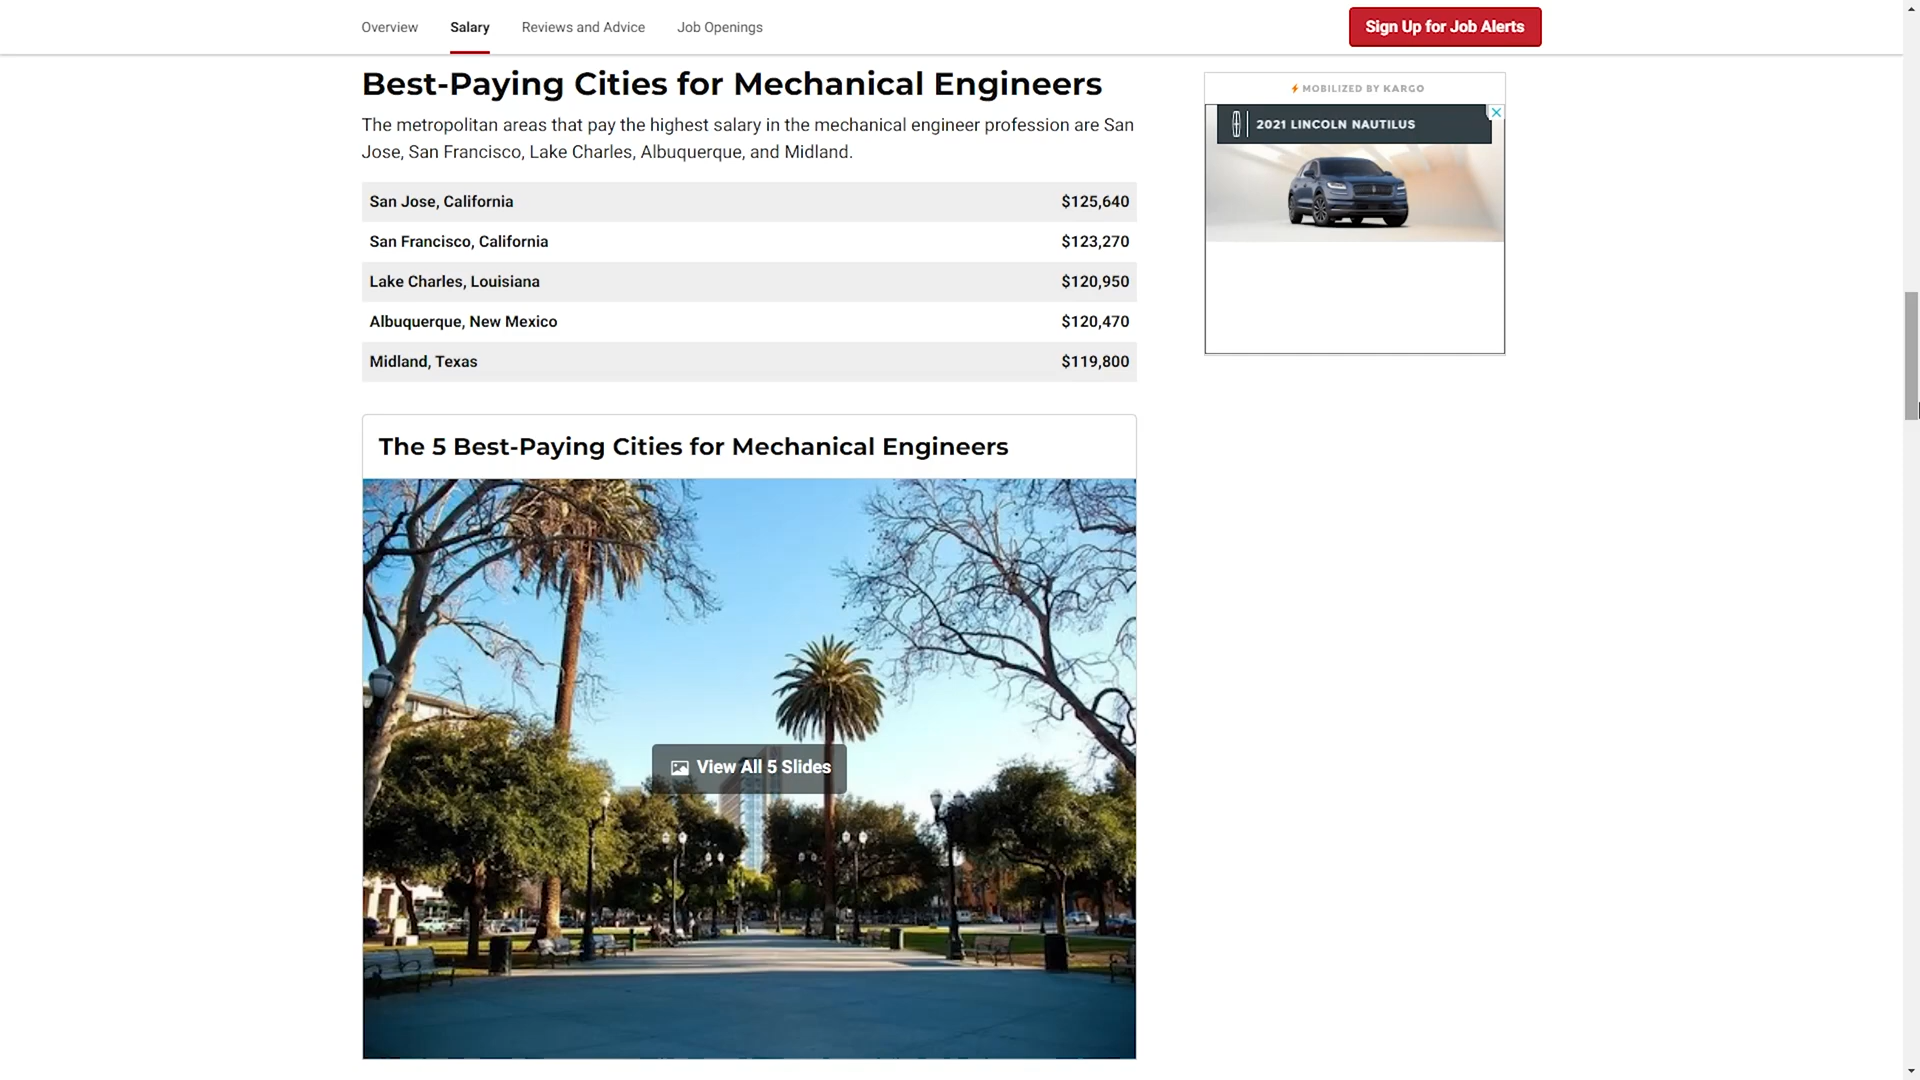 Overview Salary Reviews and Advice Job Openings Sign Up for Job Alerts
Best-Paying Cities for Mechanical Engineers
The metropolitan areas that pay the highest salary in the mechanical engineer profession are San
Jose, San Francisco, Lake Charles, Albuquerque, and Midland.
San Jose, California $125,640
San Francisco, California $123,270
Lake Charles, Louisiana $120,950
Albuquerque, New Mexico $120,470
Midland, Texas $119,800
The 5 Best-Paying Cities for Mechanical Engineers
View All 5 Slides
MOBILIZED BY KARGO
2021 LINCOLN NAUTILUS